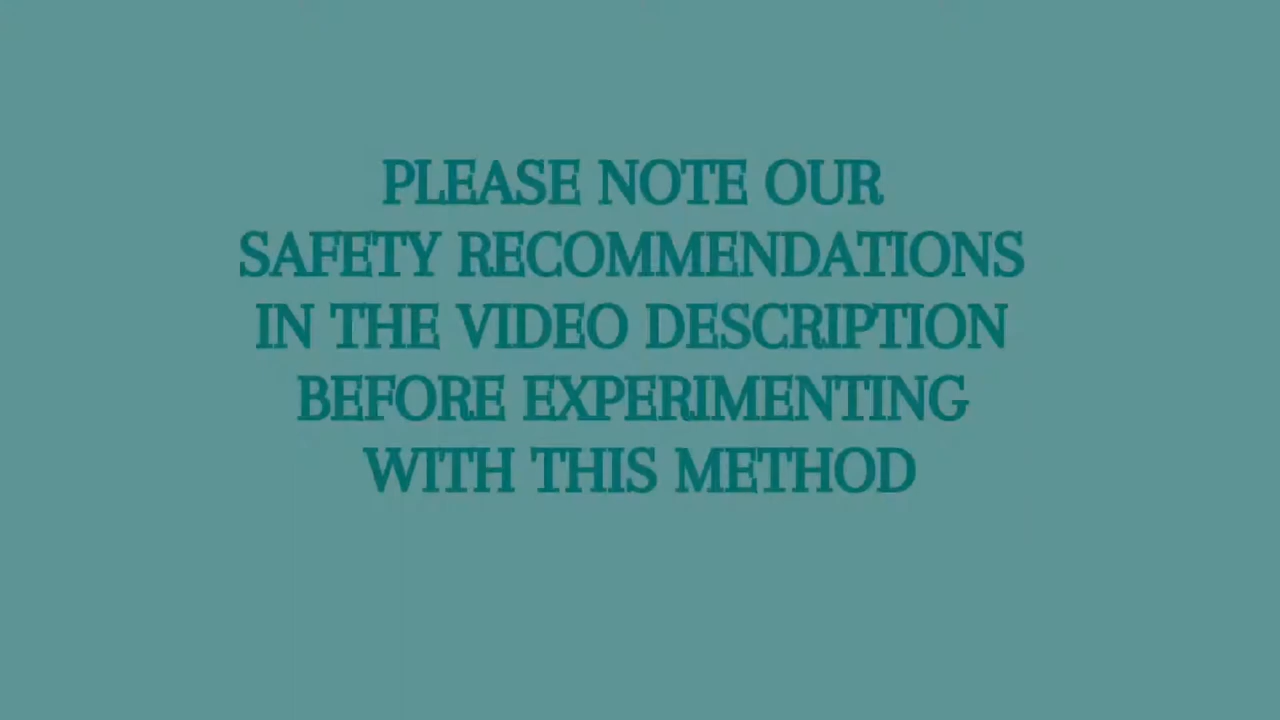 PLEASE NOTE OUR
SAFETY RECOMMENDATIONS
IN THE VIDEO DESCRIPTION
BEFORE EXPERIMENTING
WITH THIS METHOD